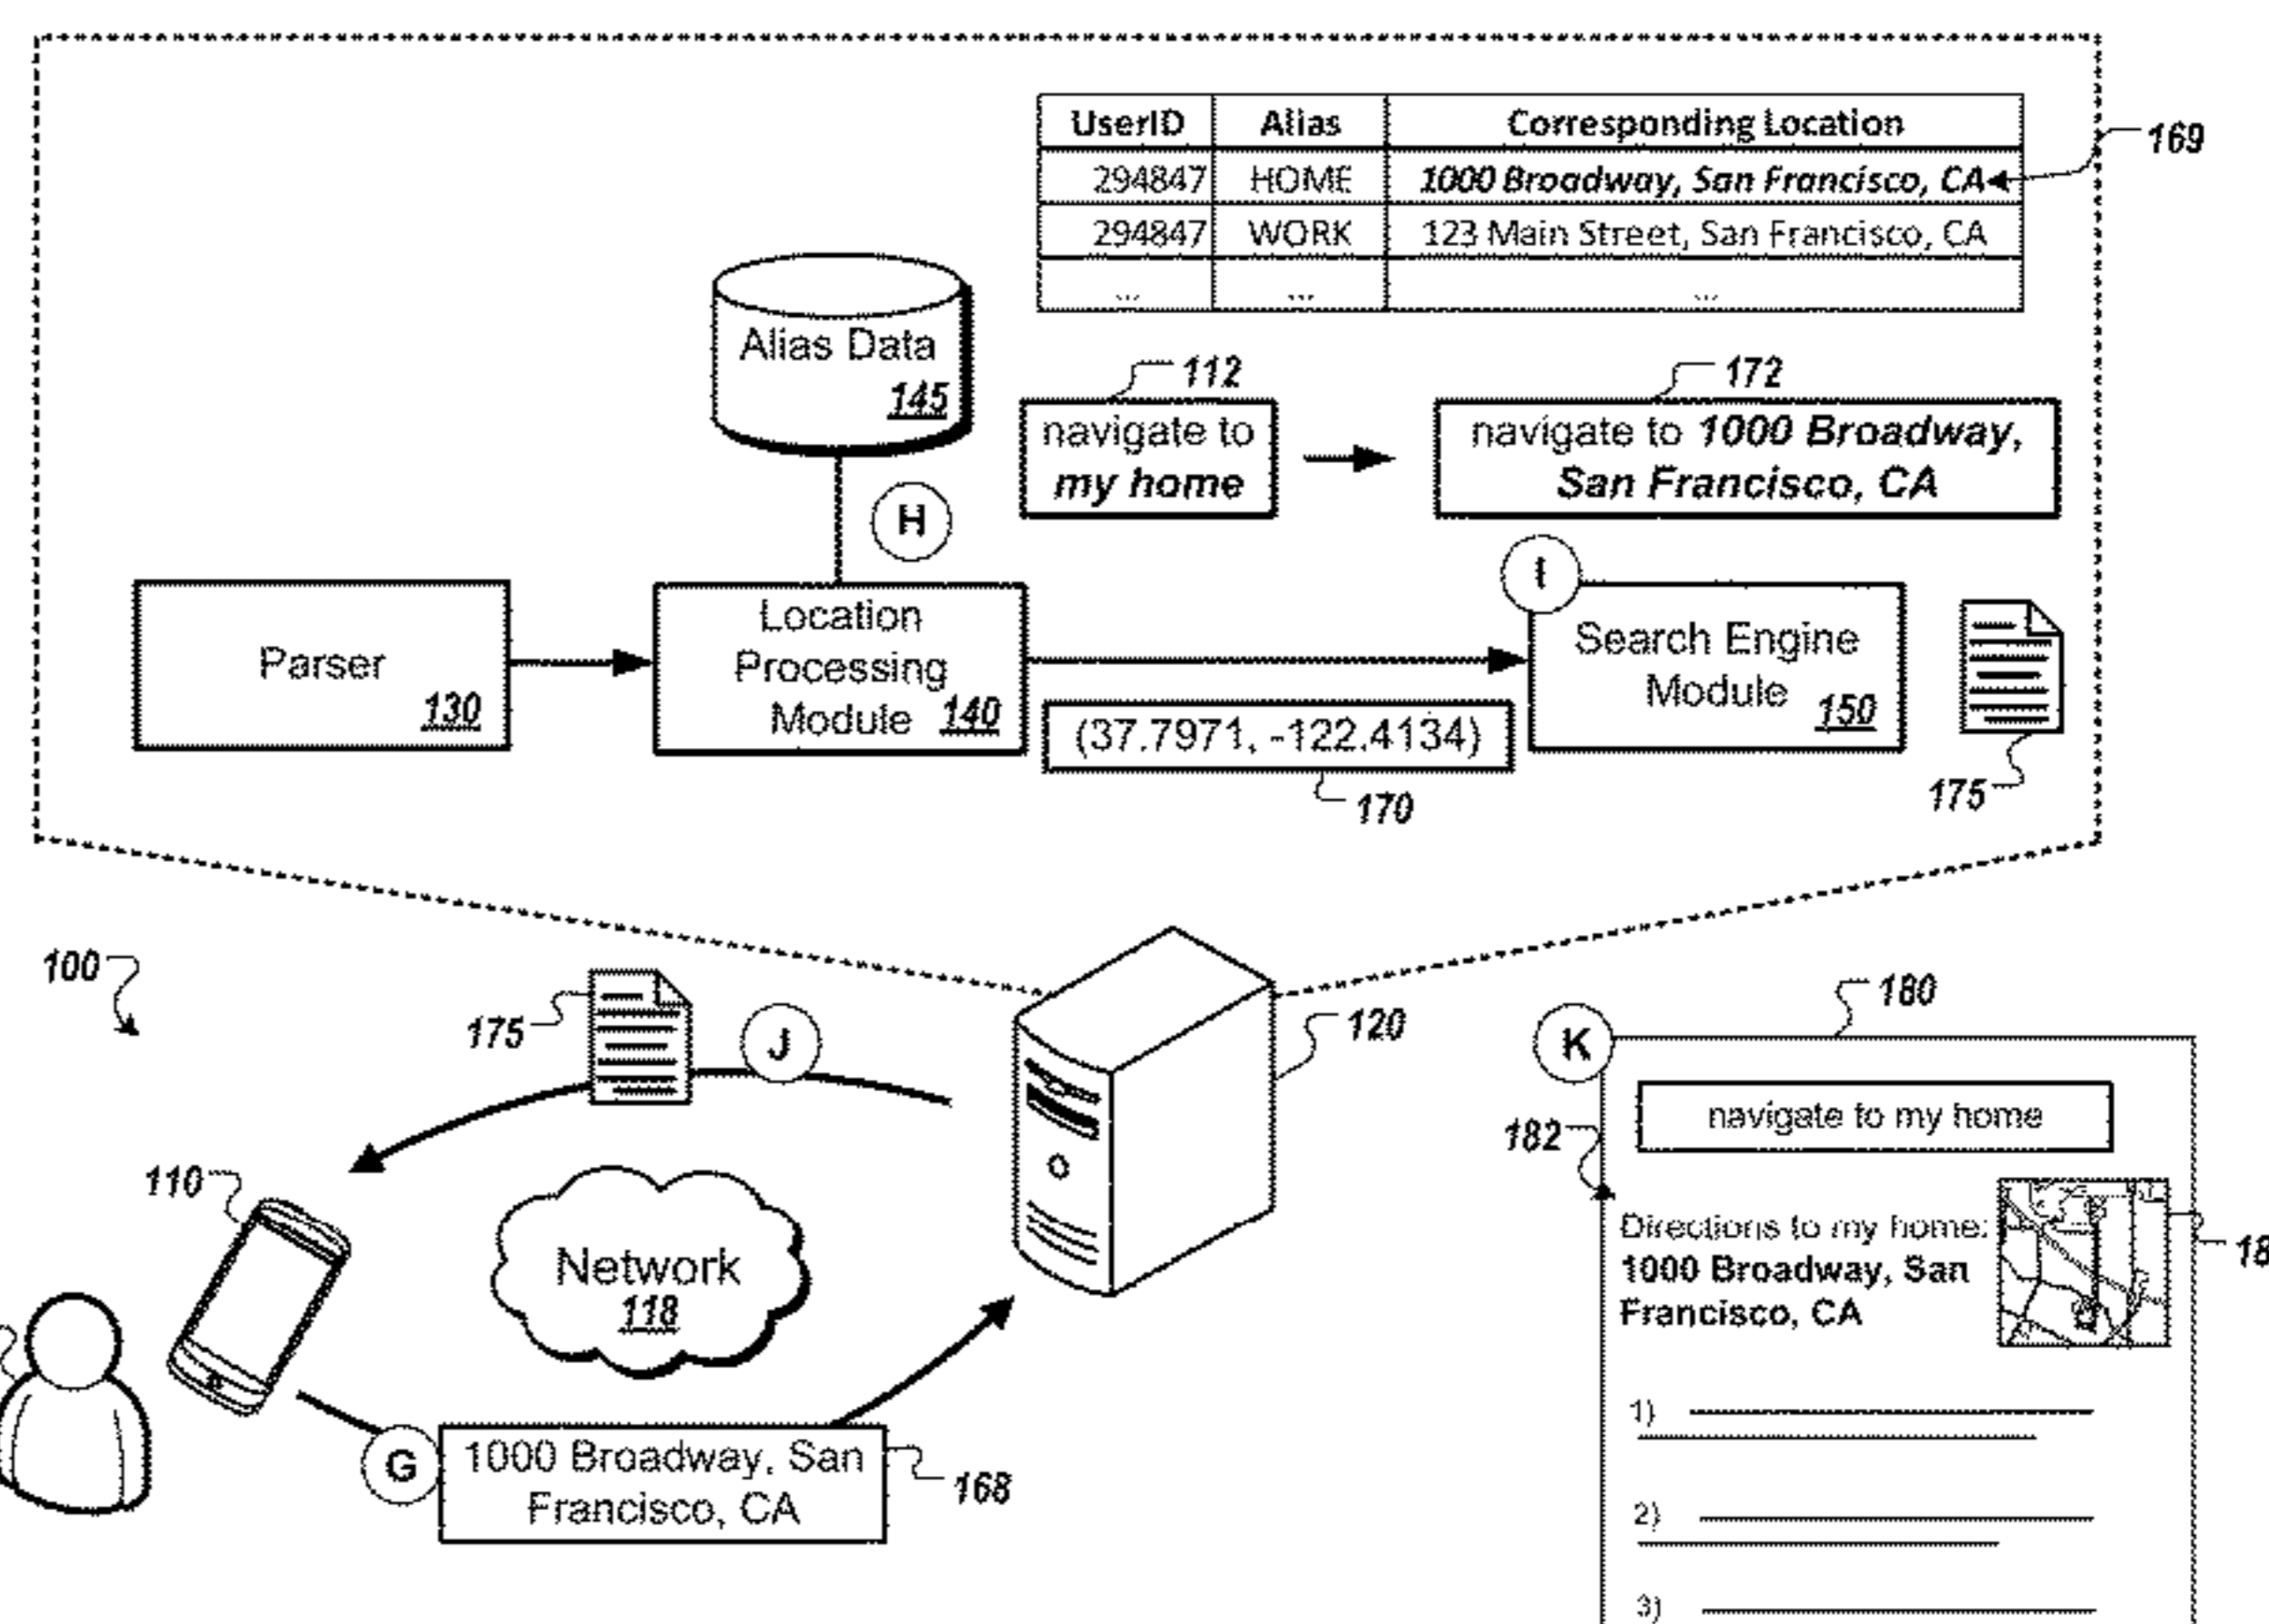 UserID Alias Corresponding Location
169
294847 HOME 1000 Broadway, San Francisco, CA
294847 WORK 123 Main Street, San Francisco, CA
... ... ...
Alias Data
145
112
172
navigate to
my home
navigate to 1000 Broadway,
San Francisco, CA
H
I
Parser
130
Location
Processing
Module 140
Search Engine
Module
150
(37.7971, -122.4134)
170
175
100
175
J
120
K
180
navigate to my home
182
110
Directions to my home:
1000 Broadway, San
Francisco, CA
Network
118
1)
G
1000 Broadway, San
Francisco, CA
168
2)
3)